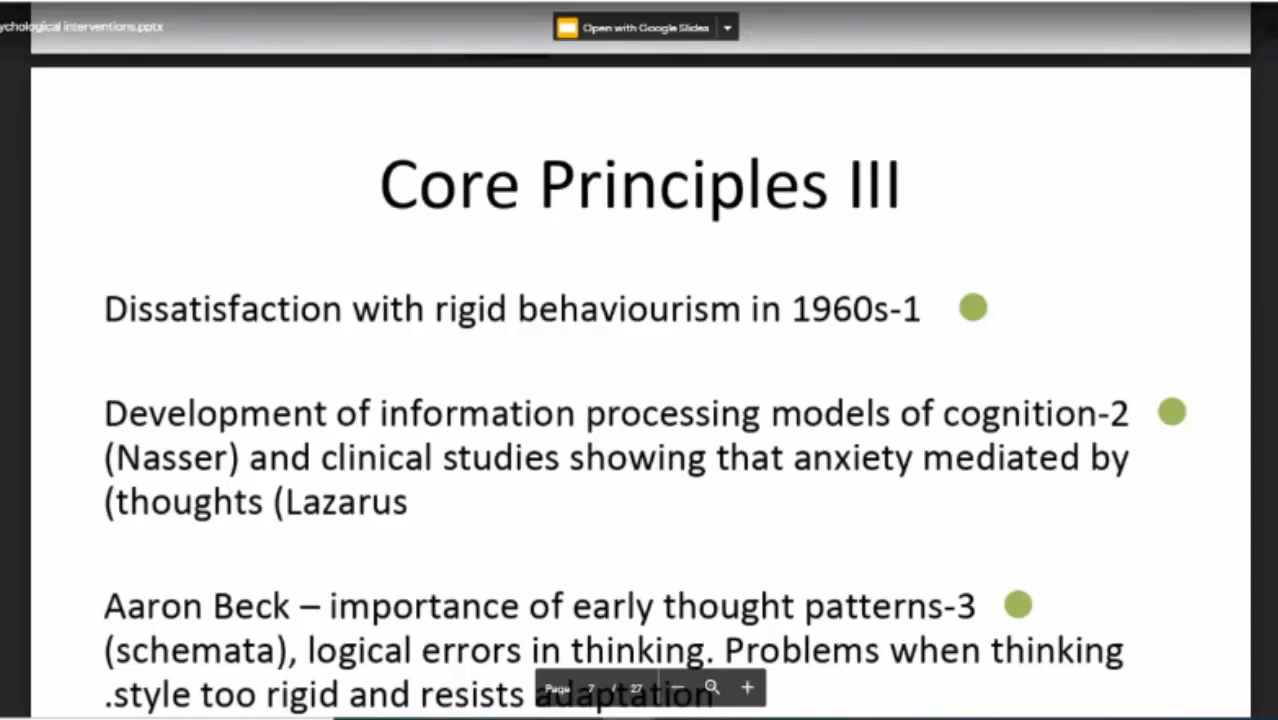 ychological interventions.pptx
Open with Google Slides
Core Principles III
Dissatisfaction with rigid behaviourism in 1960s-1
Development of information processing models of cognition-2
(Nasser) and clinical studies showing that anxiety mediated by
(thoughts (Lazarus
Aaron Beck – importance of early thought patterns-3
(schemata), logical errors in thinking. Problems when thinking
.style too rigid and resists adaptation
Page 7 / 27